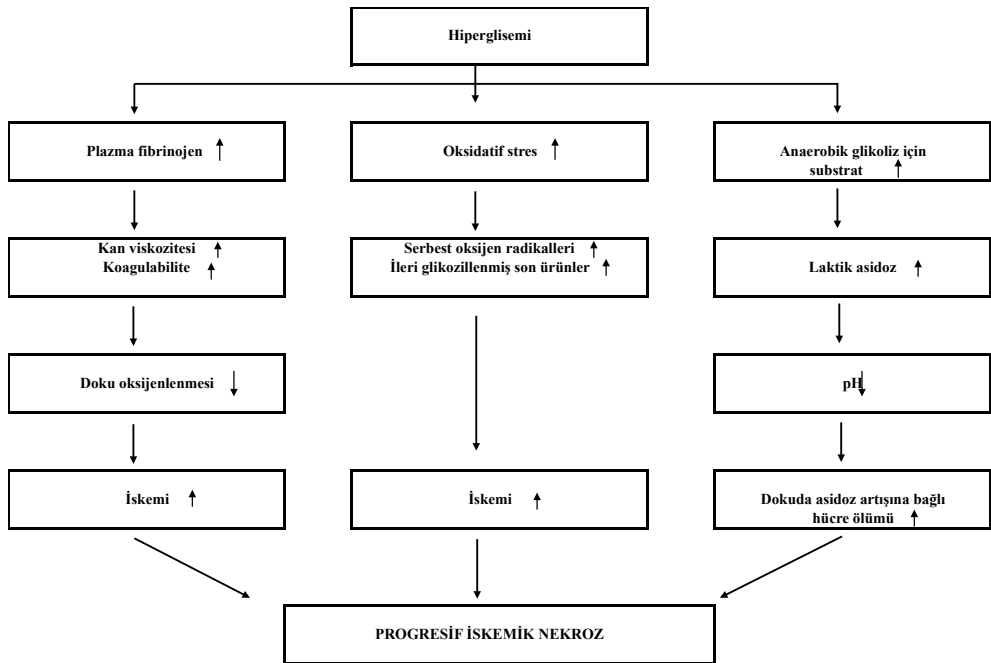 Hiperglisemi
Plazma fibrinojen ↑
Oksidatif stres ↑
Anaerobik glikoliz için
substrat ↑
Kan viskozitesi ↑
Koagulabilite ↑
Serbest oksijen radikalleri ↑
İleri glikozillenmiş son ürünler ↑
Laktik asidoz ↑
Doku oksijenlenmesi ↓
pH↓
İskemi ↑
İskemi ↑
Dokuda asidoz artışına bağlı
hücre ölümü ↑
PROGRESİF İSKEMİK NEKROZ